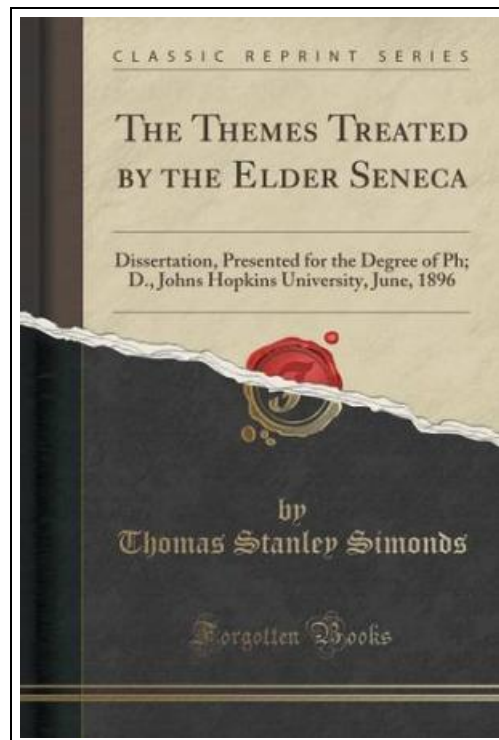 CLASSIC REPRINT SERIES
THE THEMES TREATED
BY THE ELDER SENECA
Dissertation, Presented for the Degree of Ph;
D., Johns Hopkins University, June, 1896
by
Thomas Stanley Simonds
Forgotten Books